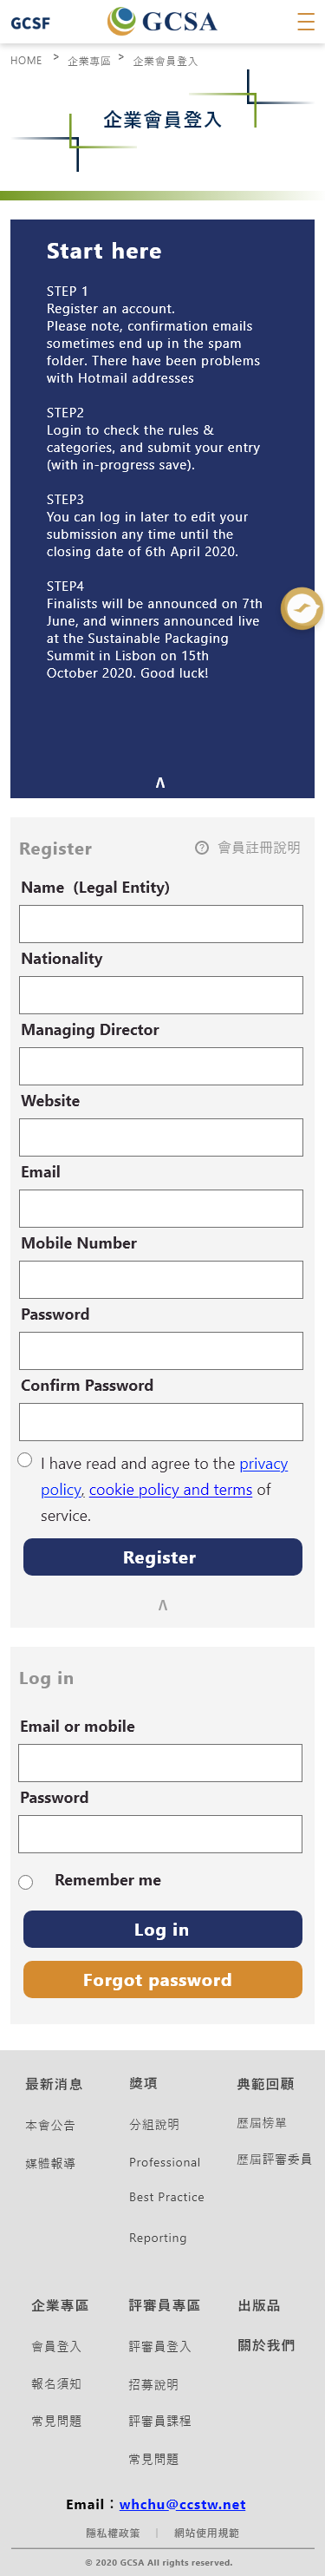 GCSF
GCSA
HOME > 企業專區 > 企業會員登入
企業會員登入
Start here
STEP 1
Register an account.
Please note, confirmation emails
sometimes end up in the spam
folder. There have been problems
with Hotmail addresses
STEP2
Login to check the rules &
categories, and submit your entry
(with in-progress save).
STEP3
You can log in later to edit your
submission any time until the
closing date of 6th April 2020.
STEP4
Finalists will be announced on 7th
June, and winners announced live
at the Sustainable Packaging
Summit in Lisbon on 15th
October 2020. Good luck!
Register
? 會員註冊說明
Name (Legal Entity)
Nationality
Managing Director
Website
Email
Mobile Number
Password
Confirm Password
I have read and agree to the privacy
policy, cookie policy and terms of
service.
Register
Log in
Email or mobile
Password
Remember me
Log in
Forgot password
最新消息
本會公告
媒體報導
獎項
分組說明
Professional
Best Practice
Reporting
典範回顧
歷屆榜單
歷屆評審委員
企業專區
會員登入
報名須知
常見問題
評審員專區
評審員登入
招募說明
評審員課程
常見問題
出版品
關於我們
Email：whchu@ccstw.net
隱私權政策 | 網站使用規範
© 2020 GCSA All rights reserved.